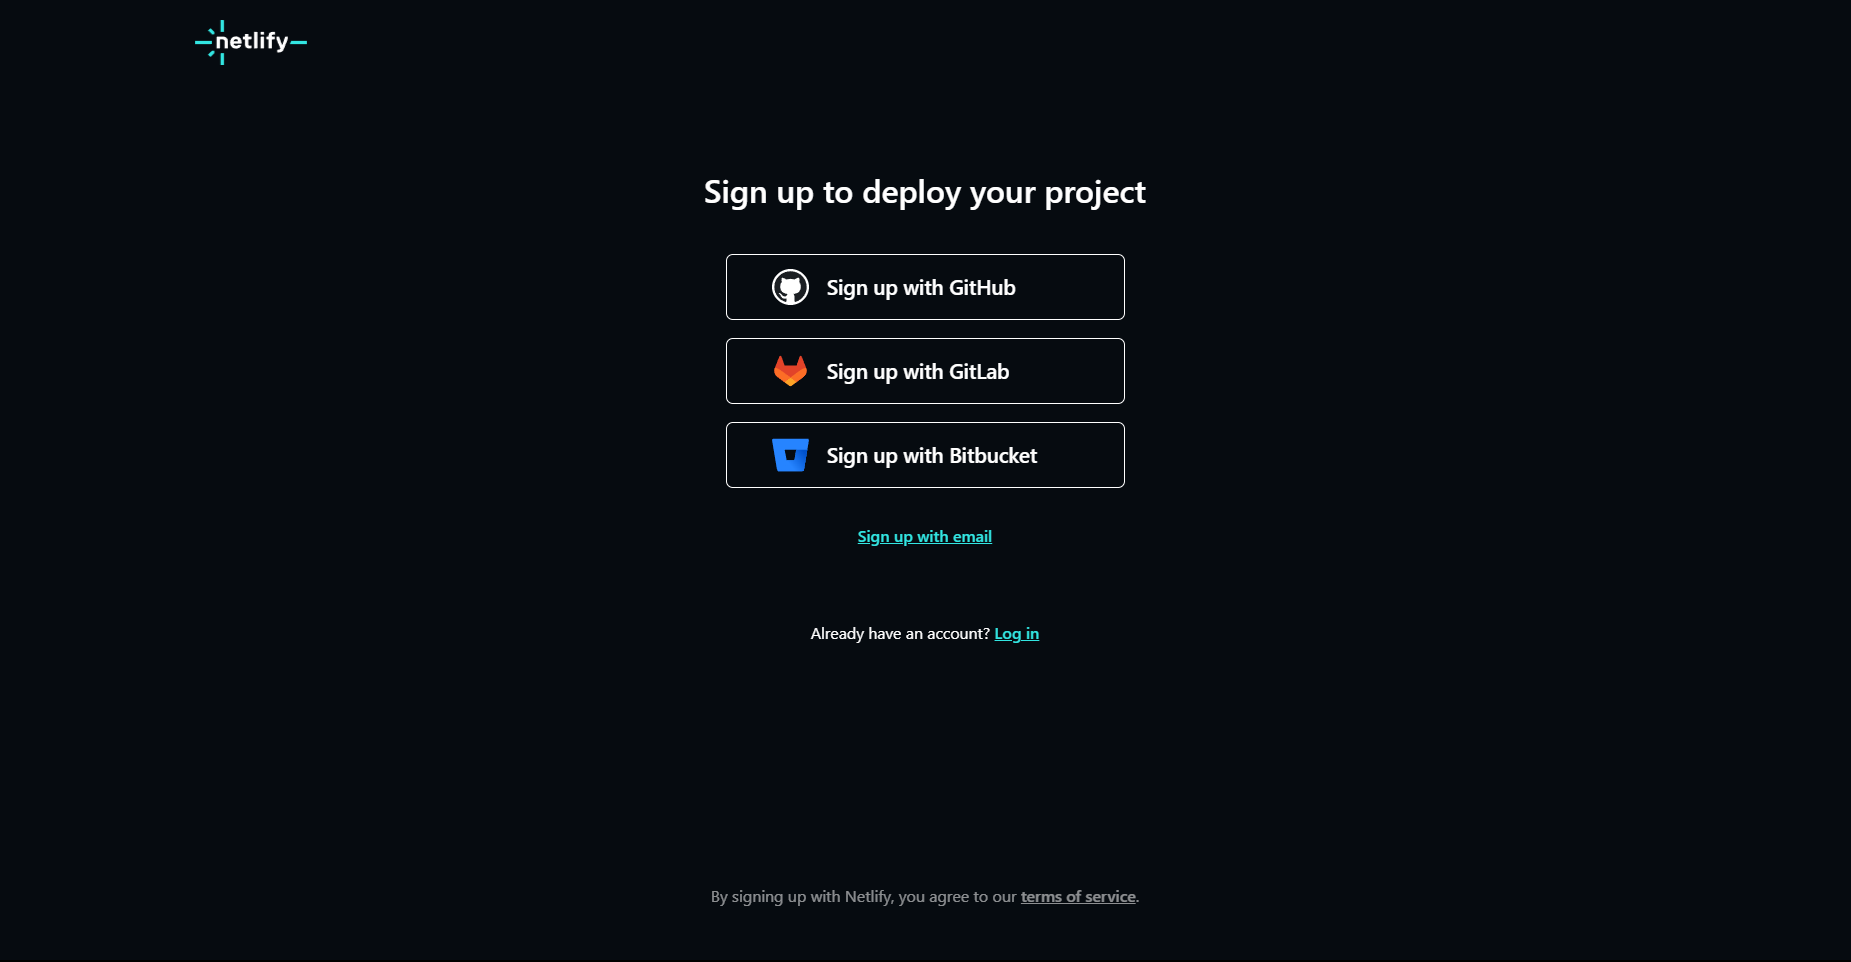 netlify
Sign up to deploy your project
Sign up with GitHub
Sign up with GitLab
Sign up with Bitbucket
Sign up with email
Already have an account? Log in
By signing up with Netlify, you agree to our terms of service.